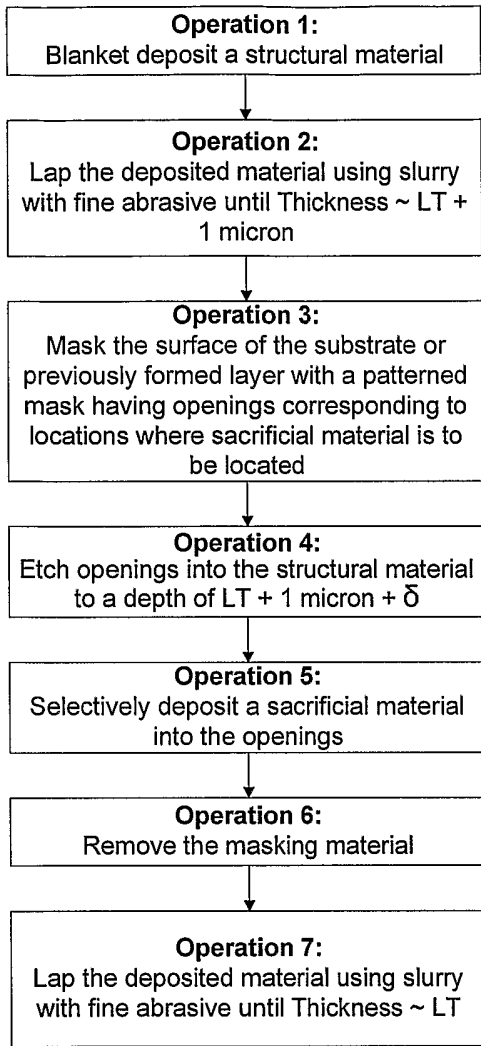 Operation 1:
Blanket deposit a structural material
Operation 2:
Lap the deposited material using slurry
with fine abrasive until Thickness ~ LT +
1 micron
Operation 3:
Mask the surface of the substrate or
previously formed layer with a patterned
mask having openings corresponding to
locations where sacrificial material is to
be located
Operation 4:
Etch openings into the structural material
to a depth of LT + 1 micron + δ
Operation 5:
Selectively deposit a sacrificial material
into the openings
Operation 6:
Remove the masking material
Operation 7:
Lap the deposited material using slurry
with fine abrasive until Thickness ~ LT